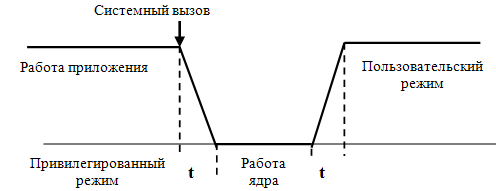 Системный вызов
Работа приложения
Пользовательский
режим
Привилегированный
режим
t
Работа
ядра
t